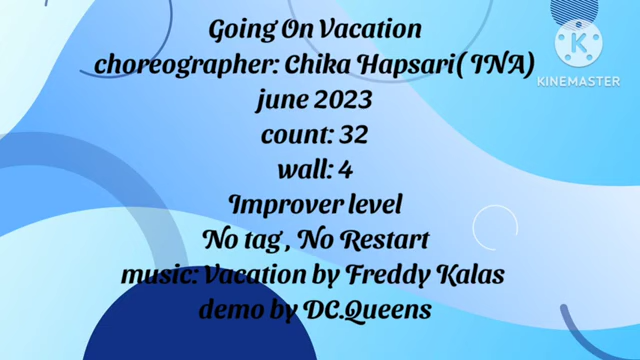 Going On Vacation
choreographer: Chika Hapsari( INA)
june 2023
count: 32
wall: 4
Improver level
No tag , No Restart
music: Vacation by Freddy Kalas
demo by DC.Queens
K
KINEMASTER